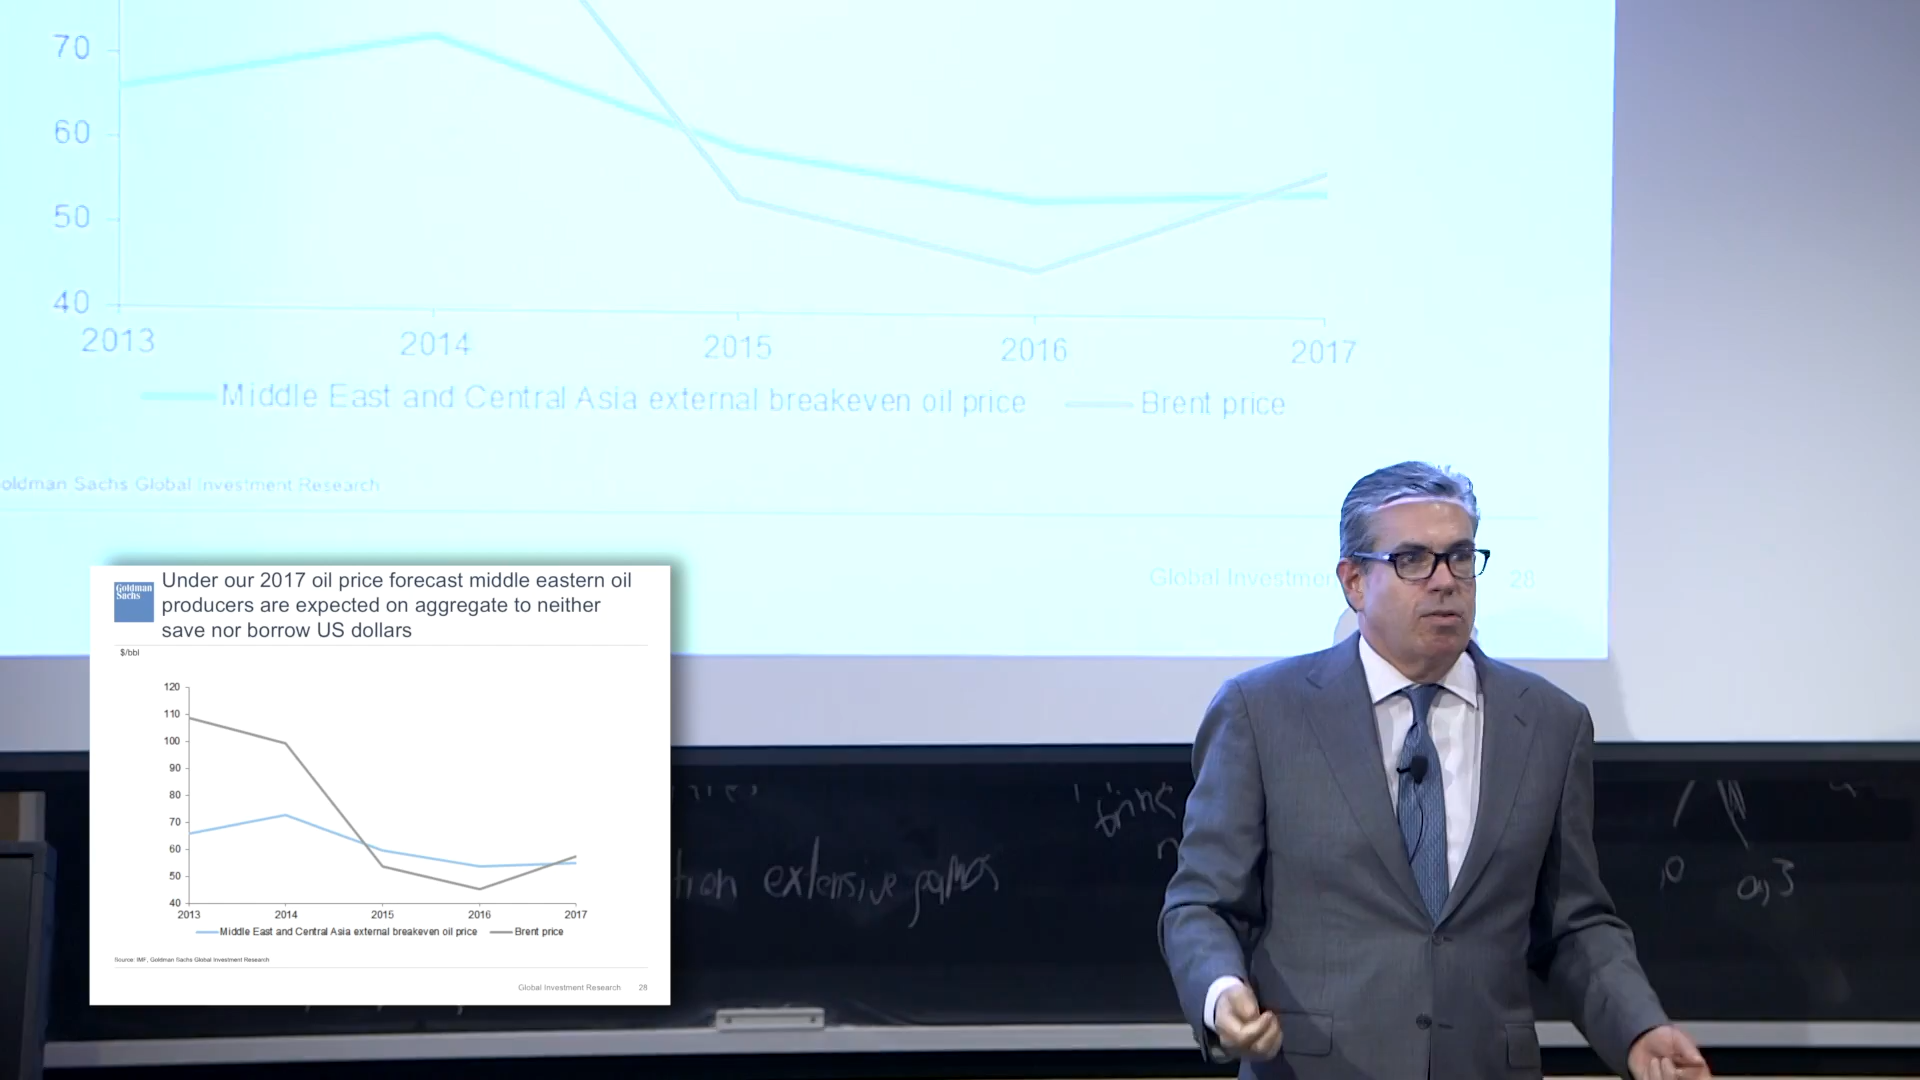 70
60
50
40
2013 2014 2015 2016 2017
Middle East and Central Asia external breakeven oil price Brent price
oldman Sachs Global Investment Research
Global Investmen 28
Goldman
Sachs
Under our 2017 oil price forecast middle eastern oil
producers are expected on aggregate to neither
save nor borrow US dollars
$/bbl
120
110
100
90
80
70
60
50
40
2013 2014 2015 2016 2017
Middle East and Central Asia external breakeven oil price Brent price
Source: IMF, Goldman Sachs Global Investment Research
Global Investment Research 28
tion extensive games